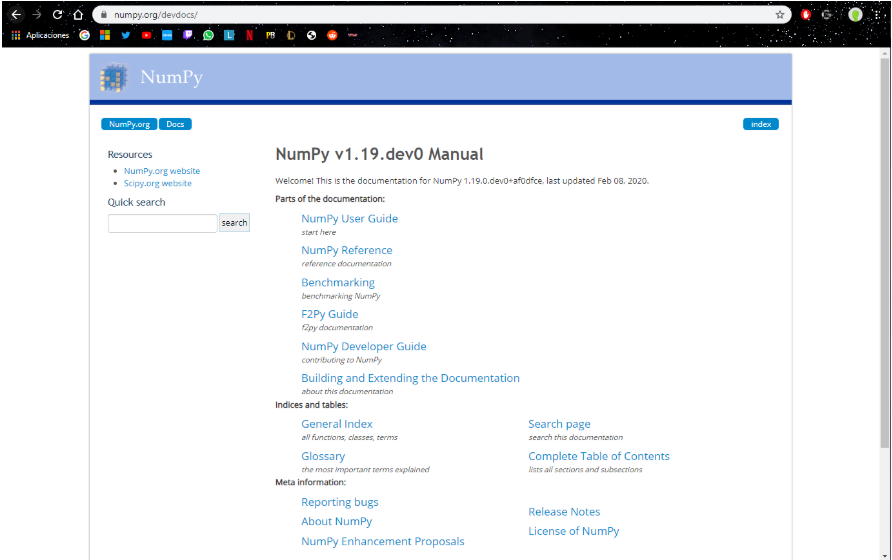 numpy.org/devdocs/
Aplicaciones
NumPy
NumPy.org Docs index
Resources
NumPy.org website
Scipy.org website
Quick search
search
NumPy v1.19.dev0 Manual
Welcome! This is the documentation for NumPy 1.19.0.dev0+af0dfce, last updated Feb 08, 2020.
Parts of the documentation:
NumPy User Guide
start here
NumPy Reference
reference documentation
Benchmarking
benchmarking NumPy
F2Py Guide
f2py documentation
NumPy Developer Guide
contributing to NumPy
Building and Extending the Documentation
about this documentation
Indices and tables:
General Index
all functions, classes, terms
Glossary
the most important terms explained
Search page
search this documentation
Complete Table of Contents
lists all sections and subsections
Meta information:
Reporting bugs
About NumPy
NumPy Enhancement Proposals
Release Notes
License of NumPy